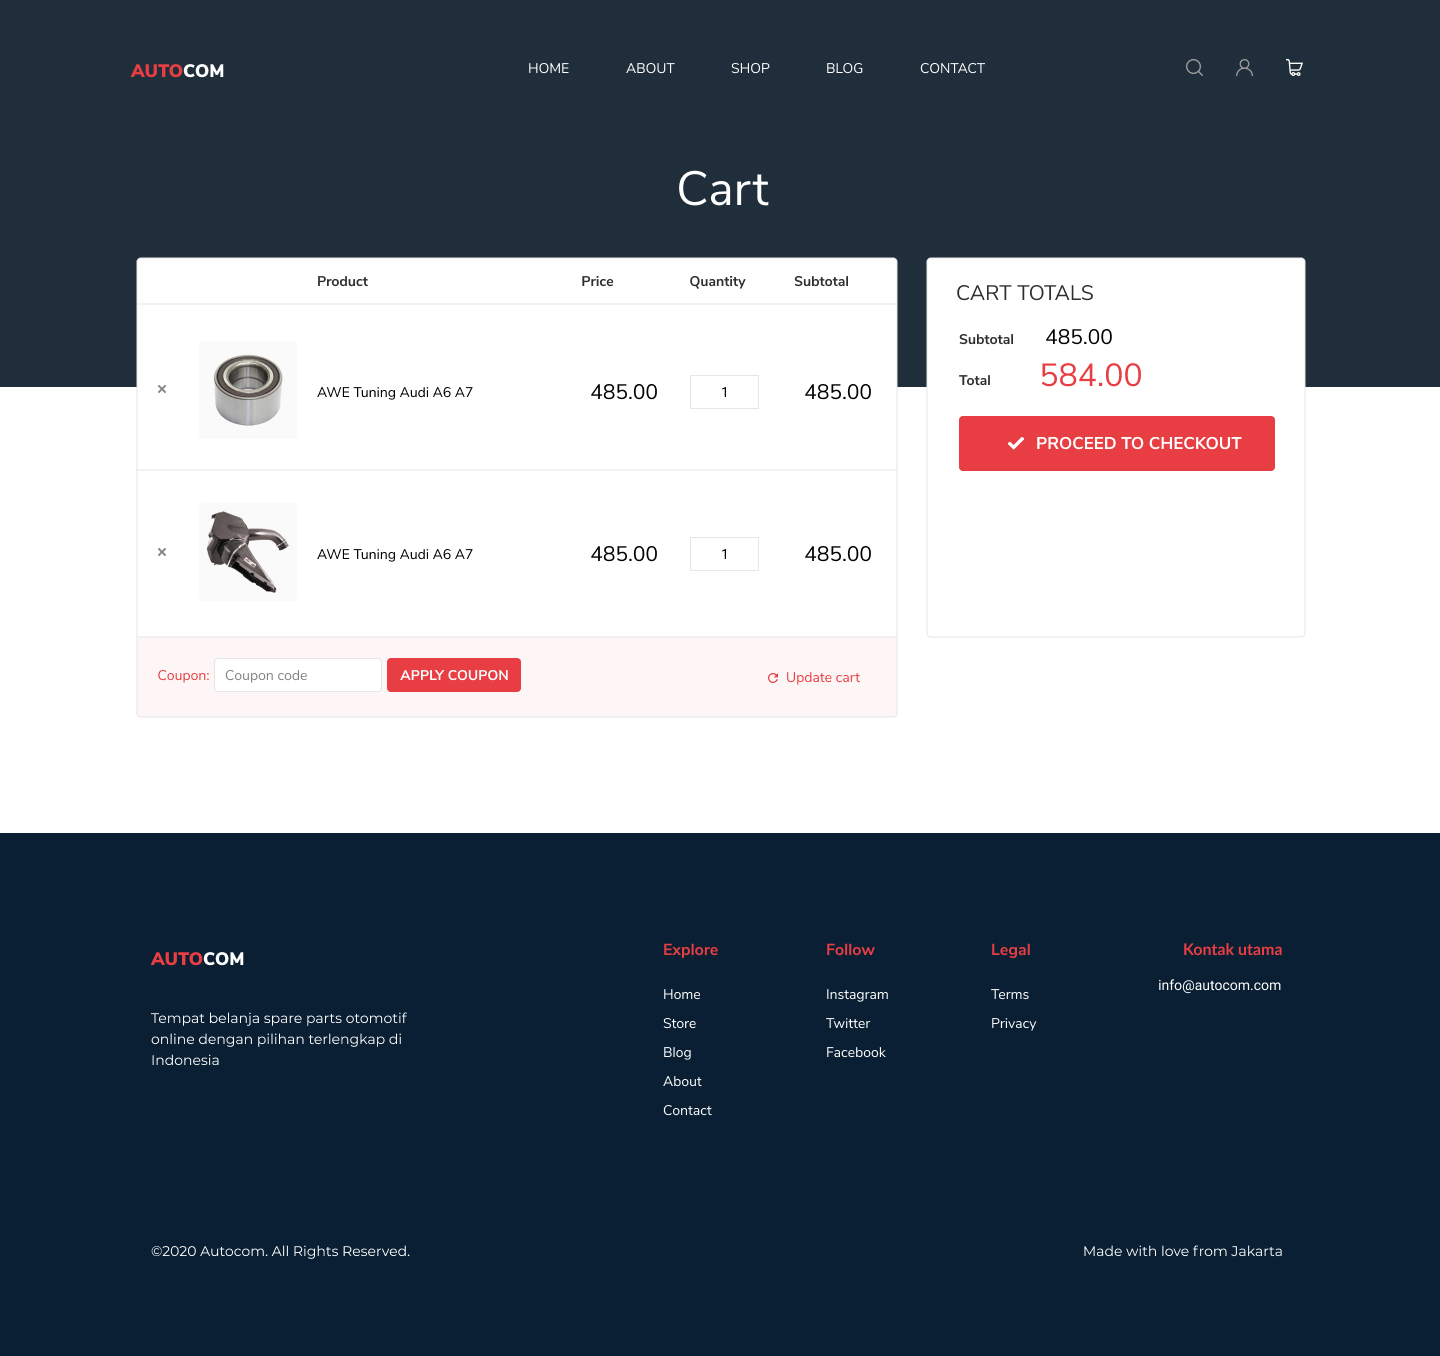 AUTOCOM
HOME ABOUT SHOP BLOG CONTACT
Cart
Product Price Quantity Subtotal
× AWE Tuning Audi A6 A7 485.00 1 485.00
× AWE Tuning Audi A6 A7 485.00 1 485.00
Coupon: Coupon code APPLY COUPON Update cart
CART TOTALS
Subtotal 485.00
Total 584.00
PROCEED TO CHECKOUT
AUTOCOM
Tempat belanja spare parts otomotif
online dengan pilihan terlengkap di
Indonesia
Explore
Home
Store
Blog
About
Contact
Follow
Instagram
Twitter
Facebook
Legal
Terms
Privacy
Kontak utama
info@autocom.com
©2020 Autocom. All Rights Reserved.
Made with love from Jakarta